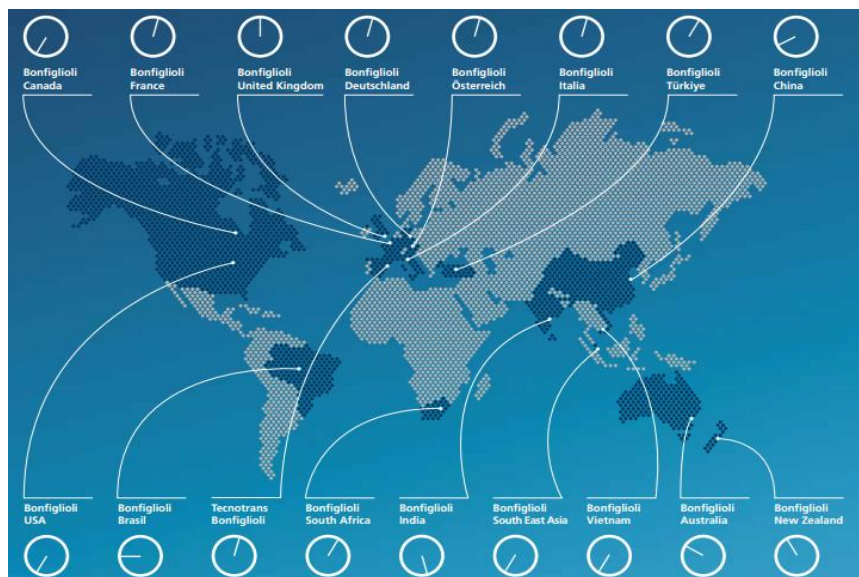 Bonfiglioli
Canada
Bonfiglioli
France
Bonfiglioli
United Kingdom
Bonfiglioli
Deutschland
Bonfiglioli
Österreich
Bonfiglioli
Italia
Bonfiglioli
Türkiye
Bonfiglioli
China
Bonfiglioli
USA
Bonfiglioli
Brasil
Tecnotrans
Bonfiglioli
Bonfiglioli
South Africa
Bonfiglioli
India
Bonfiglioli
South East Asia
Bonfiglioli
Vietnam
Bonfiglioli
Australia
Bonfiglioli
New Zealand